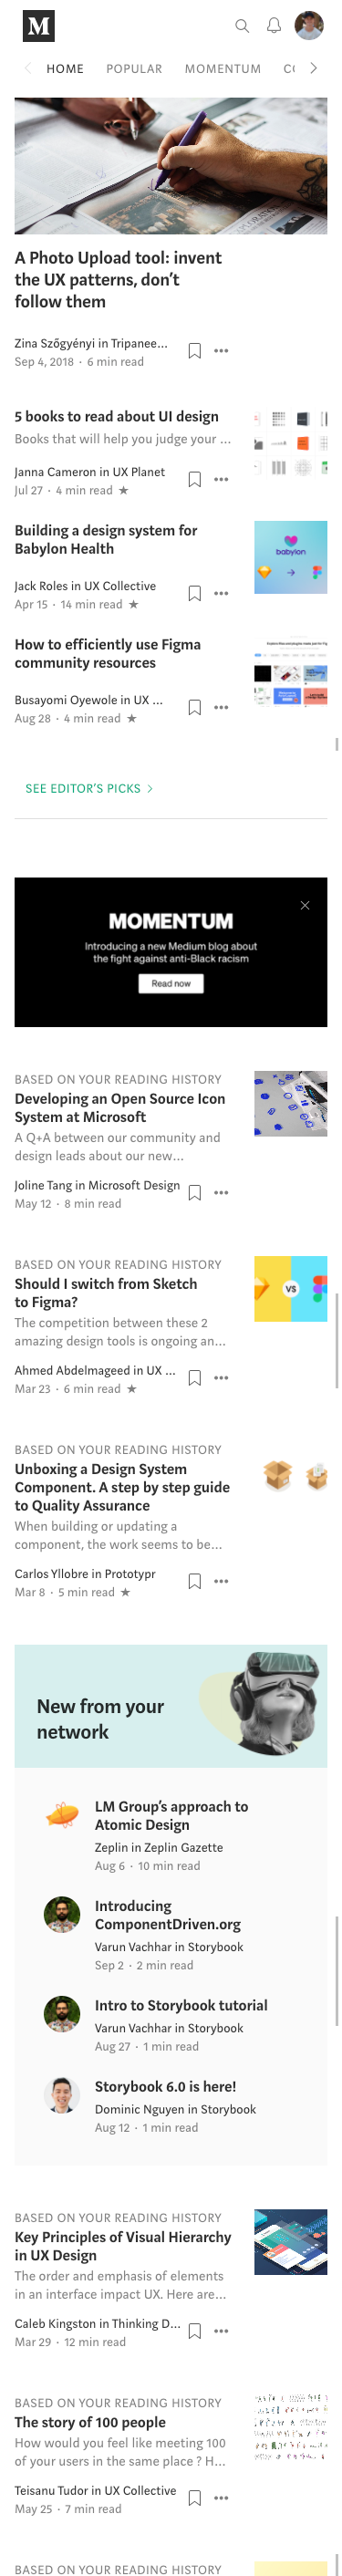 M
HOME POPULAR MOMENTUM
A Photo Upload tool: invent
the UX patterns, don't
follow them
Zina Szőgyényi in Tripanee...
Sep 4, 2018 · 6 min read
5 books to read about UI design
Books that will help you judge your ...
Janna Cameron in UX Planet
Jul 27 · 4 min read ★
Building a design system for
Babylon Health
babylon
Jack Roles in UX Collective
Apr 15 · 14 min read ★
How to efficiently use Figma
community resources
Busayomi Oyewole in UX ...
Aug 28 · 4 min read ★
SEE EDITOR'S PICKS
MOMENTUM
Introducing a new Medium blog about
the fight against anti-Black racism
Read now
BASED ON YOUR READING HISTORY
Developing an Open Source Icon
System at Microsoft
A Q+A between our community and
design leads about our new...
Joline Tang in Microsoft Design
May 12 · 8 min read
BASED ON YOUR READING HISTORY
Should I switch from Sketch
to Figma?
VS
The competition between these 2
amazing design tools is ongoing an...
Ahmed Abdelmageed in UX ...
Mar 23 · 6 min read ★
BASED ON YOUR READING HISTORY
Unboxing a Design System
Component. A step by step guide
to Quality Assurance
When building or updating a
component, the work seems to be...
Carlos Yllobre in Prototypr
Mar 8 · 5 min read ★
New from your
network
LM Group's approach to
Atomic Design
Zeplin in Zeplin Gazette
Aug 6 · 10 min read
Introducing
ComponentDriven.org
Varun Vachhar in Storybook
Sep 2 · 2 min read
Intro to Storybook tutorial
Varun Vachhar in Storybook
Aug 27 · 1 min read
Storybook 6.0 is here!
Dominic Nguyen in Storybook
Aug 12 · 1 min read
BASED ON YOUR READING HISTORY
Key Principles of Visual Hierarchy
in UX Design
The order and emphasis of elements
in an interface impact UX. Here are...
Caleb Kingston in Thinking D...
Mar 29 · 12 min read
BASED ON YOUR READING HISTORY
The story of 100 people
How would you feel like meeting 100
of your users in the same place ? H...
Teisanu Tudor in UX Collective
May 25 · 7 min read
BASED ON YOUR READING HISTORY